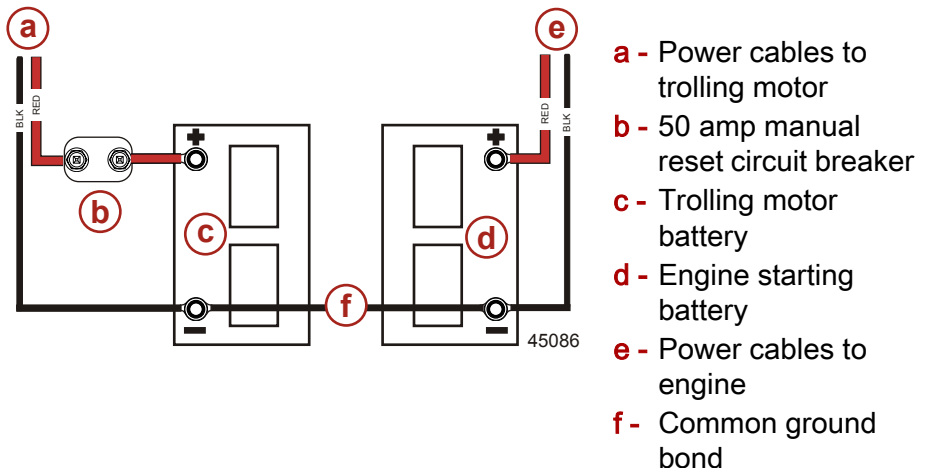 a
e
BLK
RED
RED
BLK
+
+
b
c
d
f
−
−
45086
a - Power cables to
trolling motor
b - 50 amp manual
reset circuit breaker
c - Trolling motor
battery
d - Engine starting
battery
e - Power cables to
engine
f - Common ground
bond